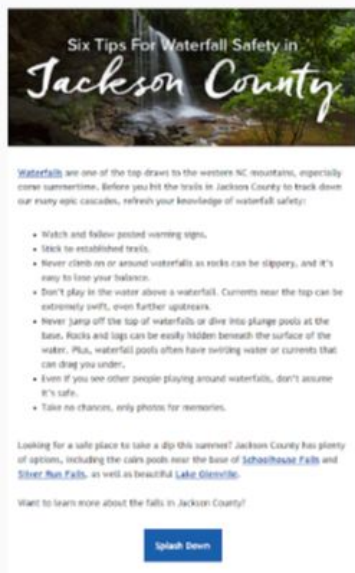 Six Tips For Waterfall Safety in
Jackson County
Waterfalls are one of the top draws to the western NC mountains, especially
come summertime. Before you hit the trails in Jackson County to track down
our many epic cascades, refresh your knowledge of waterfall safety:
• Watch and follow posted warning signs.
• Stick to established trails.
• Never climb on or around waterfalls as rocks can be slippery, and it's
easy to lose your balance.
• Don't play in the water above a waterfall. Currents near the top can be
extremely swift, even further upstream.
• Never jump off the top of waterfalls or dive into plunge pools at the
base. Rocks and logs can be easily hidden beneath the surface of the
water. Plus, waterfall pools often have swirling water or currents that
can drag you under.
• Even if you see other people playing around waterfalls, don't assume
it's safe.
• Take no chances, only photos for memories.
Looking for a safe place to take a dip this summer? Jackson County has plenty
of options, including the calm pools near the base of Schoolhouse Falls and
Silver Run Falls, as well as beautiful Lake Glenville.
Want to learn more about the falls in Jackson County?
Splash Down